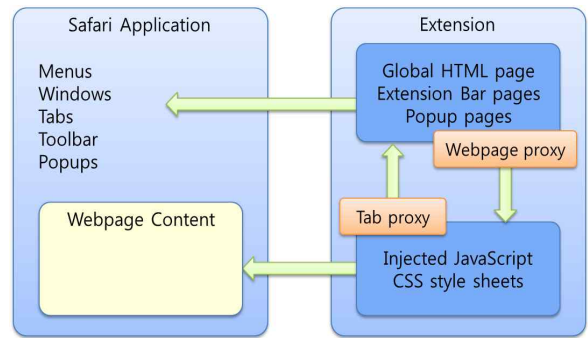 Safari Application
Menus
Windows
Tabs
Toolbar
Popups
Webpage Content
Extension
Global HTML page
Extension Bar pages
Popup pages
Webpage proxy
Tab proxy
Injected JavaScript
CSS style sheets